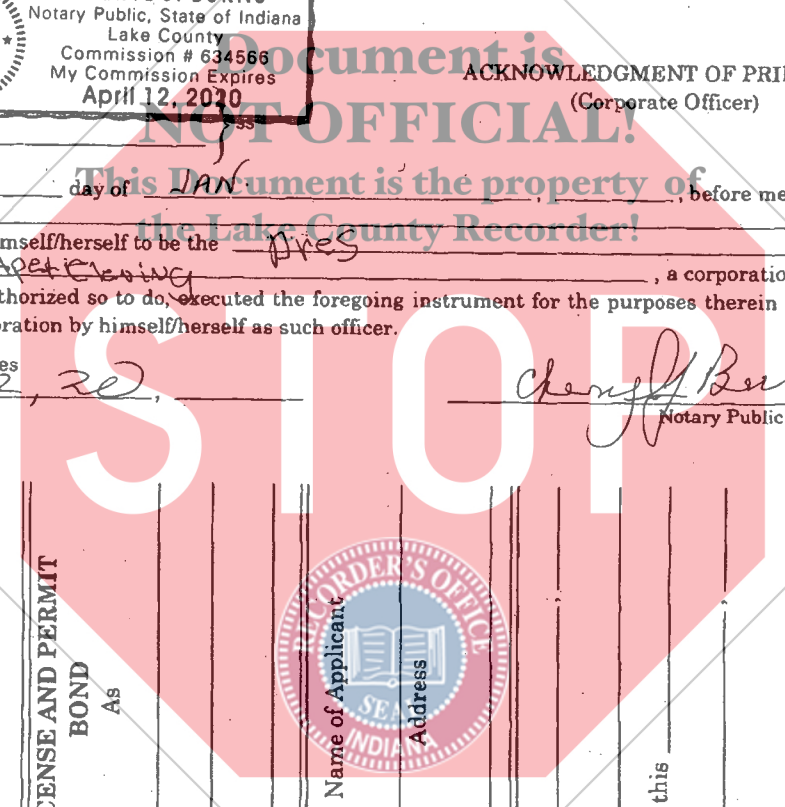 Notary Public, State of Indiana
Lake County
Commission # 634566
My Commission Expires
April 12, 2020
SS
Document is
NOT OFFICIAL!
This Document is the property of
the Lake County Recorder!
ACKNOWLEDGMENT OF PRI
(Corporate Officer)
day of JAN. , , before me
mself/herself to be the pres
, a corporatio
thorized so to do, executed the foregoing instrument for the purposes therein
oration by himself/herself as such officer.
es
2, 20 ,
Notary Public
STOP
CENSE AND PERMIT
BOND
As
Name of Applicant
Address
this
RECORDER'S OFFICE
SEAL
INDIANA